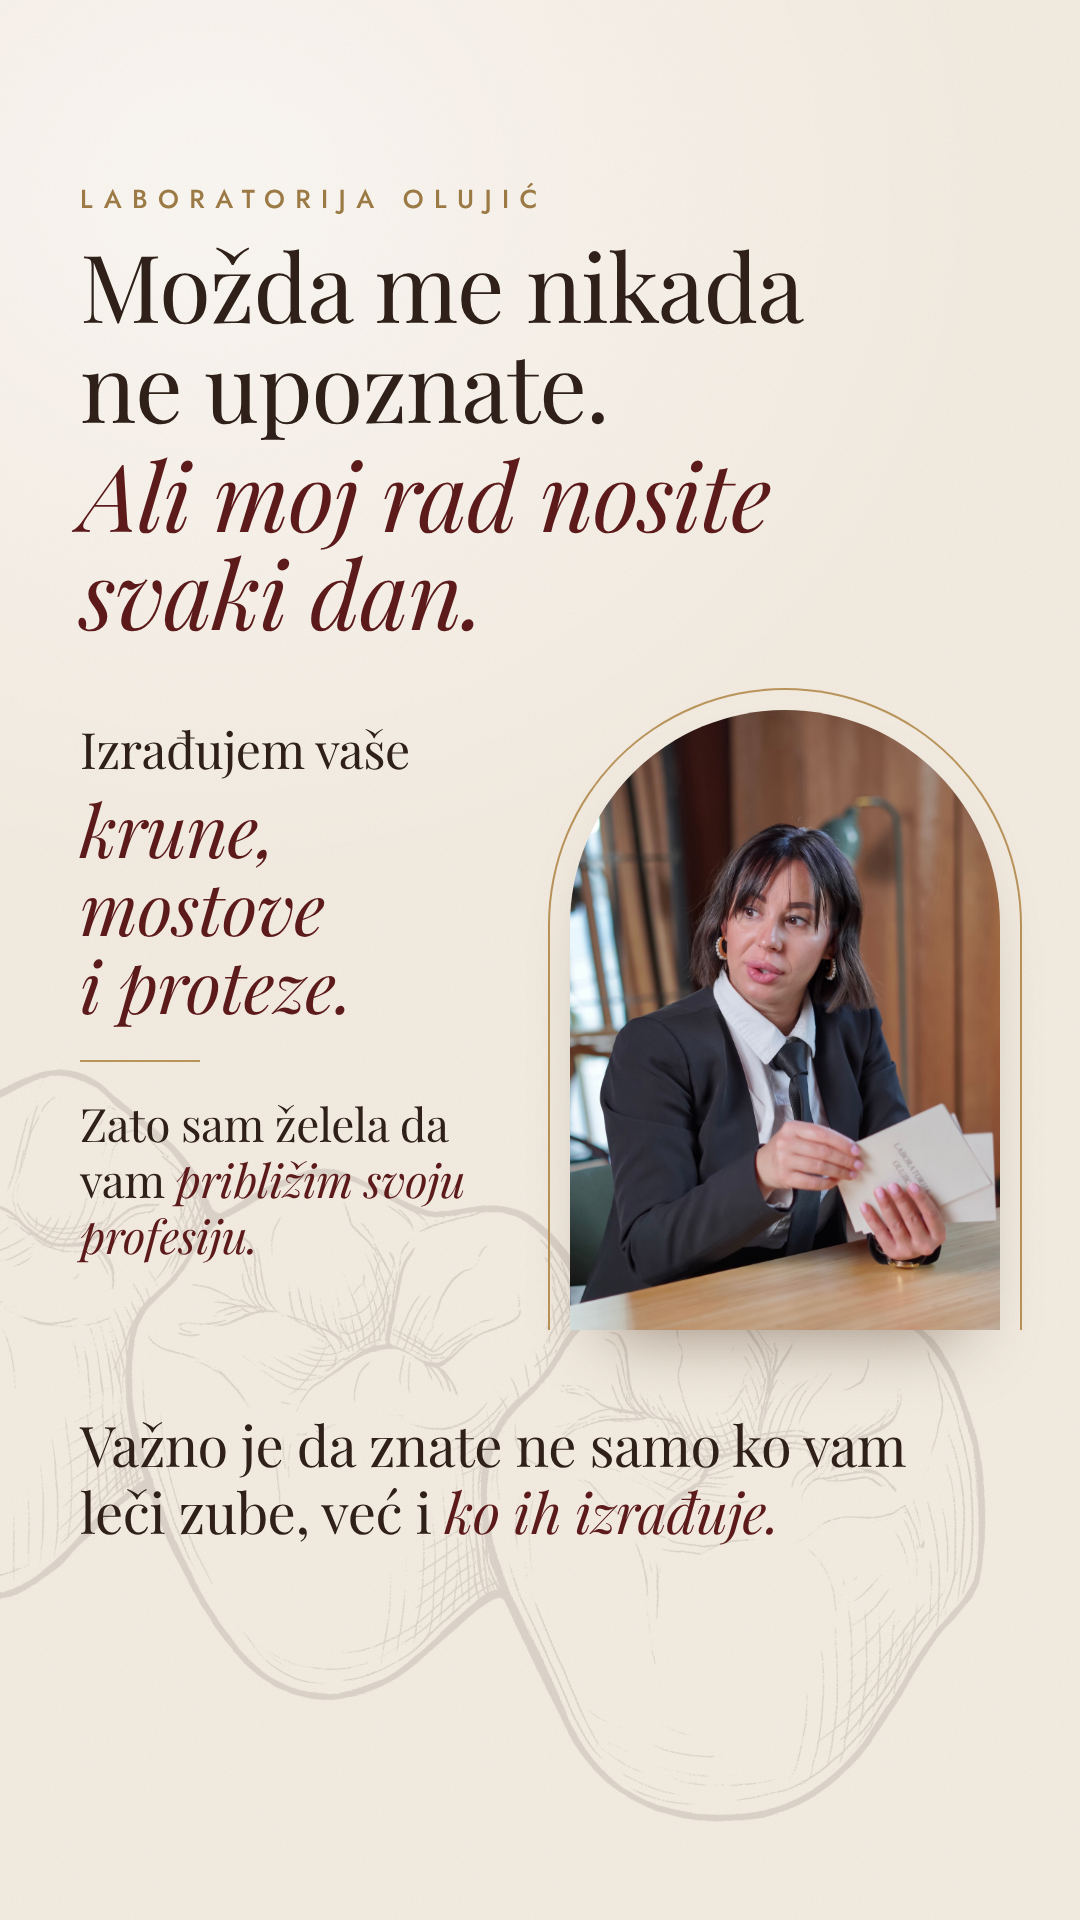 LABORATORIJA OLUJIĆ
Možda me nikada
ne upoznate.
Ali moj rad nosite
svaki dan.
Izrađujem vaše
krune,
mostove
i proteze.
Zato sam želela da
vam približim svoju
profesiju.
LABORATORIJA
OLUJIĆ
Važno je da znate ne samo ko vam
leči zube, već i ko ih izrađuje.